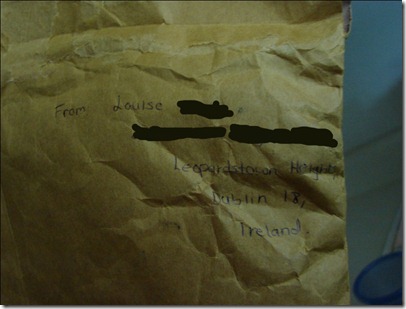 From Louise
Leopardstown Heights
Dublin 18,
Ireland.